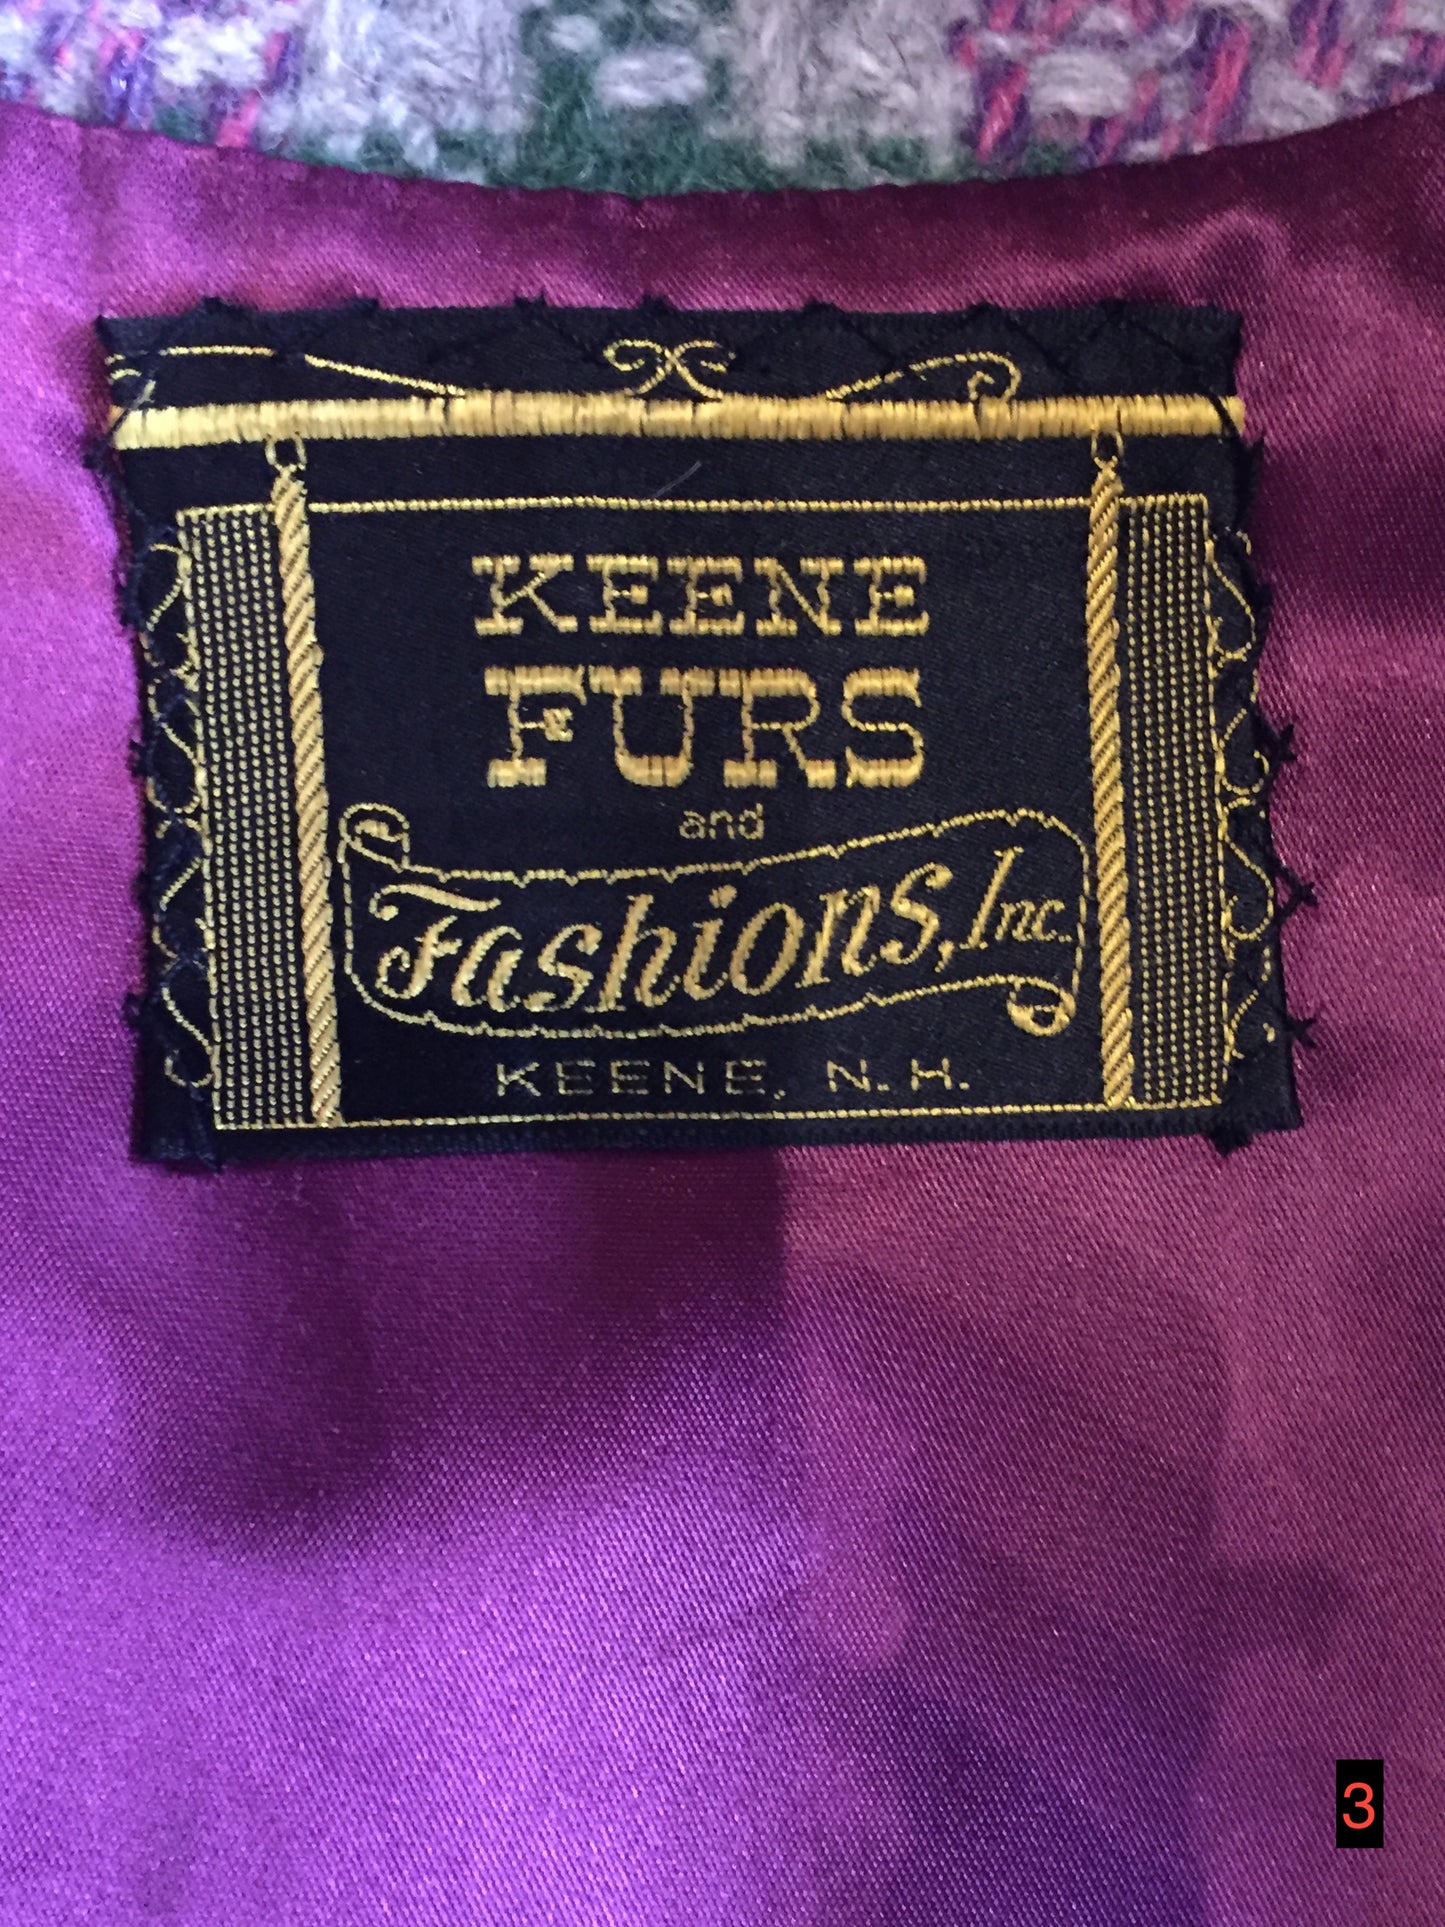 KEENE
FURS
and
Fashions, Inc.
KEENE, N.H.
3